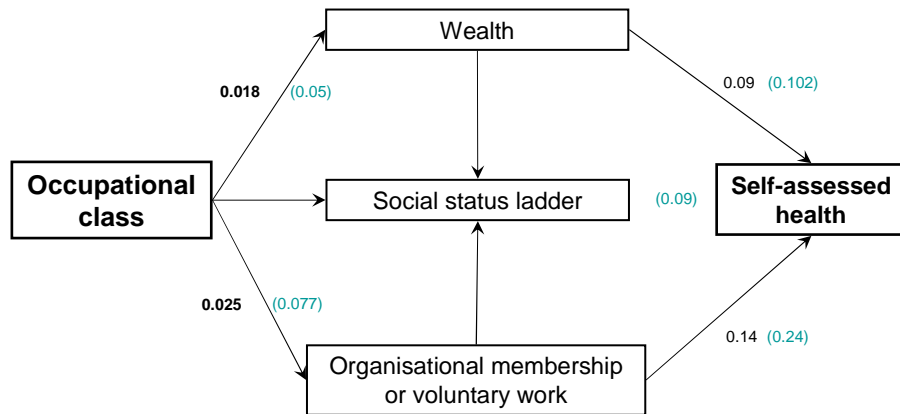 Wealth
0.09 (0.102)
0.018 (0.05)
Occupational
class
Social status ladder
(0.09)
Self-assessed
health
0.025 (0.077)
0.14 (0.24)
Organisational membership
or voluntary work